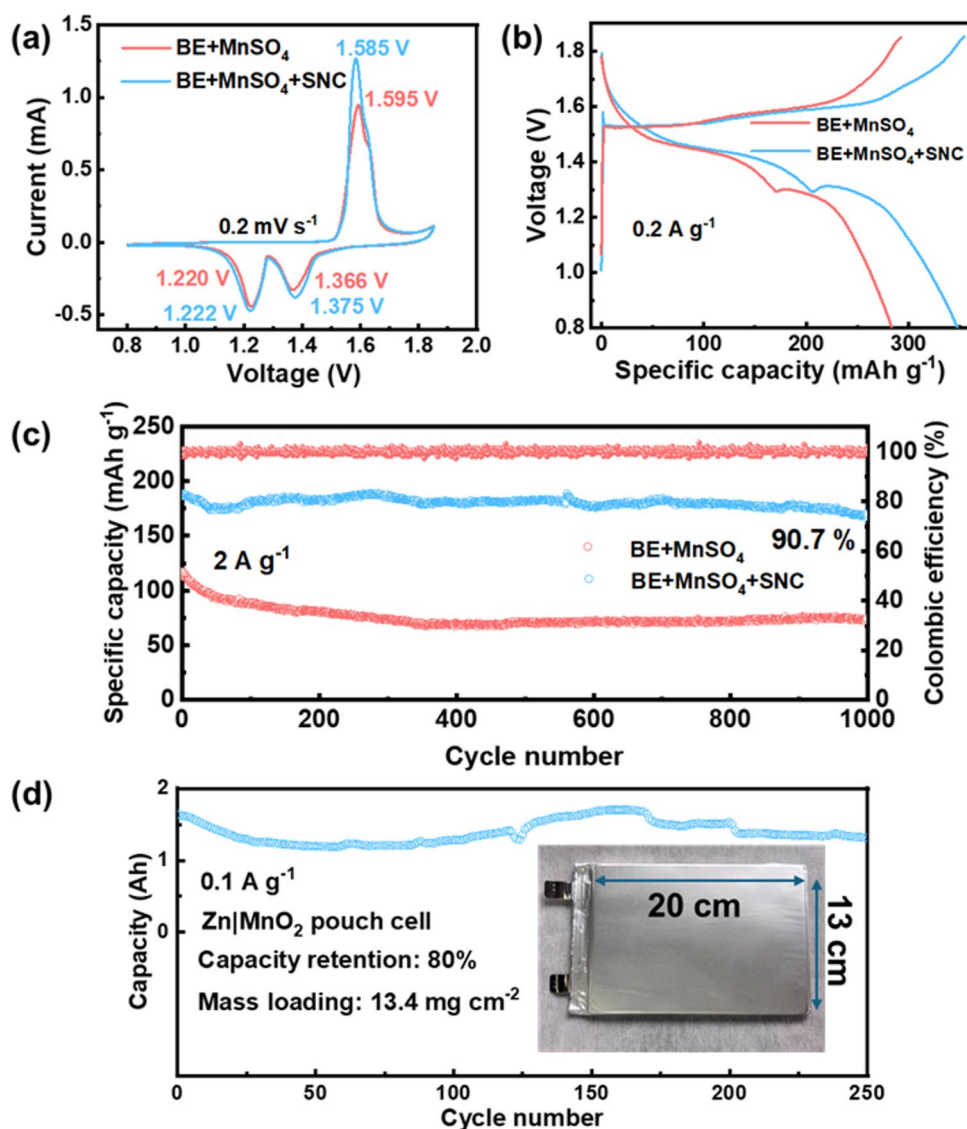 (a)
BE+MnSO₄
BE+MnSO₄+SNC
1.585 V
1.595 V
0.2 mV s⁻¹
1.220 V
1.222 V
1.366 V
1.375 V
Current (mA)
1.5
1.0
0.5
0.0
-0.5
0.8 1.0 1.2 1.4 1.6 1.8 2.0
Voltage (V)
(b)
BE+MnSO₄
BE+MnSO₄+SNC
0.2 A g⁻¹
Voltage (V)
1.8
1.6
1.4
1.2
1.0
0.8
0 100 200 300
Specific capacity (mAh g⁻¹)
(c)
Specific capacity (mAh g⁻¹)
250
200
150
100
50
0
2 A g⁻¹
BE+MnSO₄
BE+MnSO₄+SNC
90.7 %
100
80
60
40
20
0
Colombic efficiency (%)
0 200 400 600 800 1000
Cycle number
(d)
Capacity (Ah)
2
1
0
0.1 A g⁻¹
Zn|MnO₂ pouch cell
Capacity retention: 80%
Mass loading: 13.4 mg cm⁻²
20 cm
13 cm
0 50 100 150 200 250
Cycle number